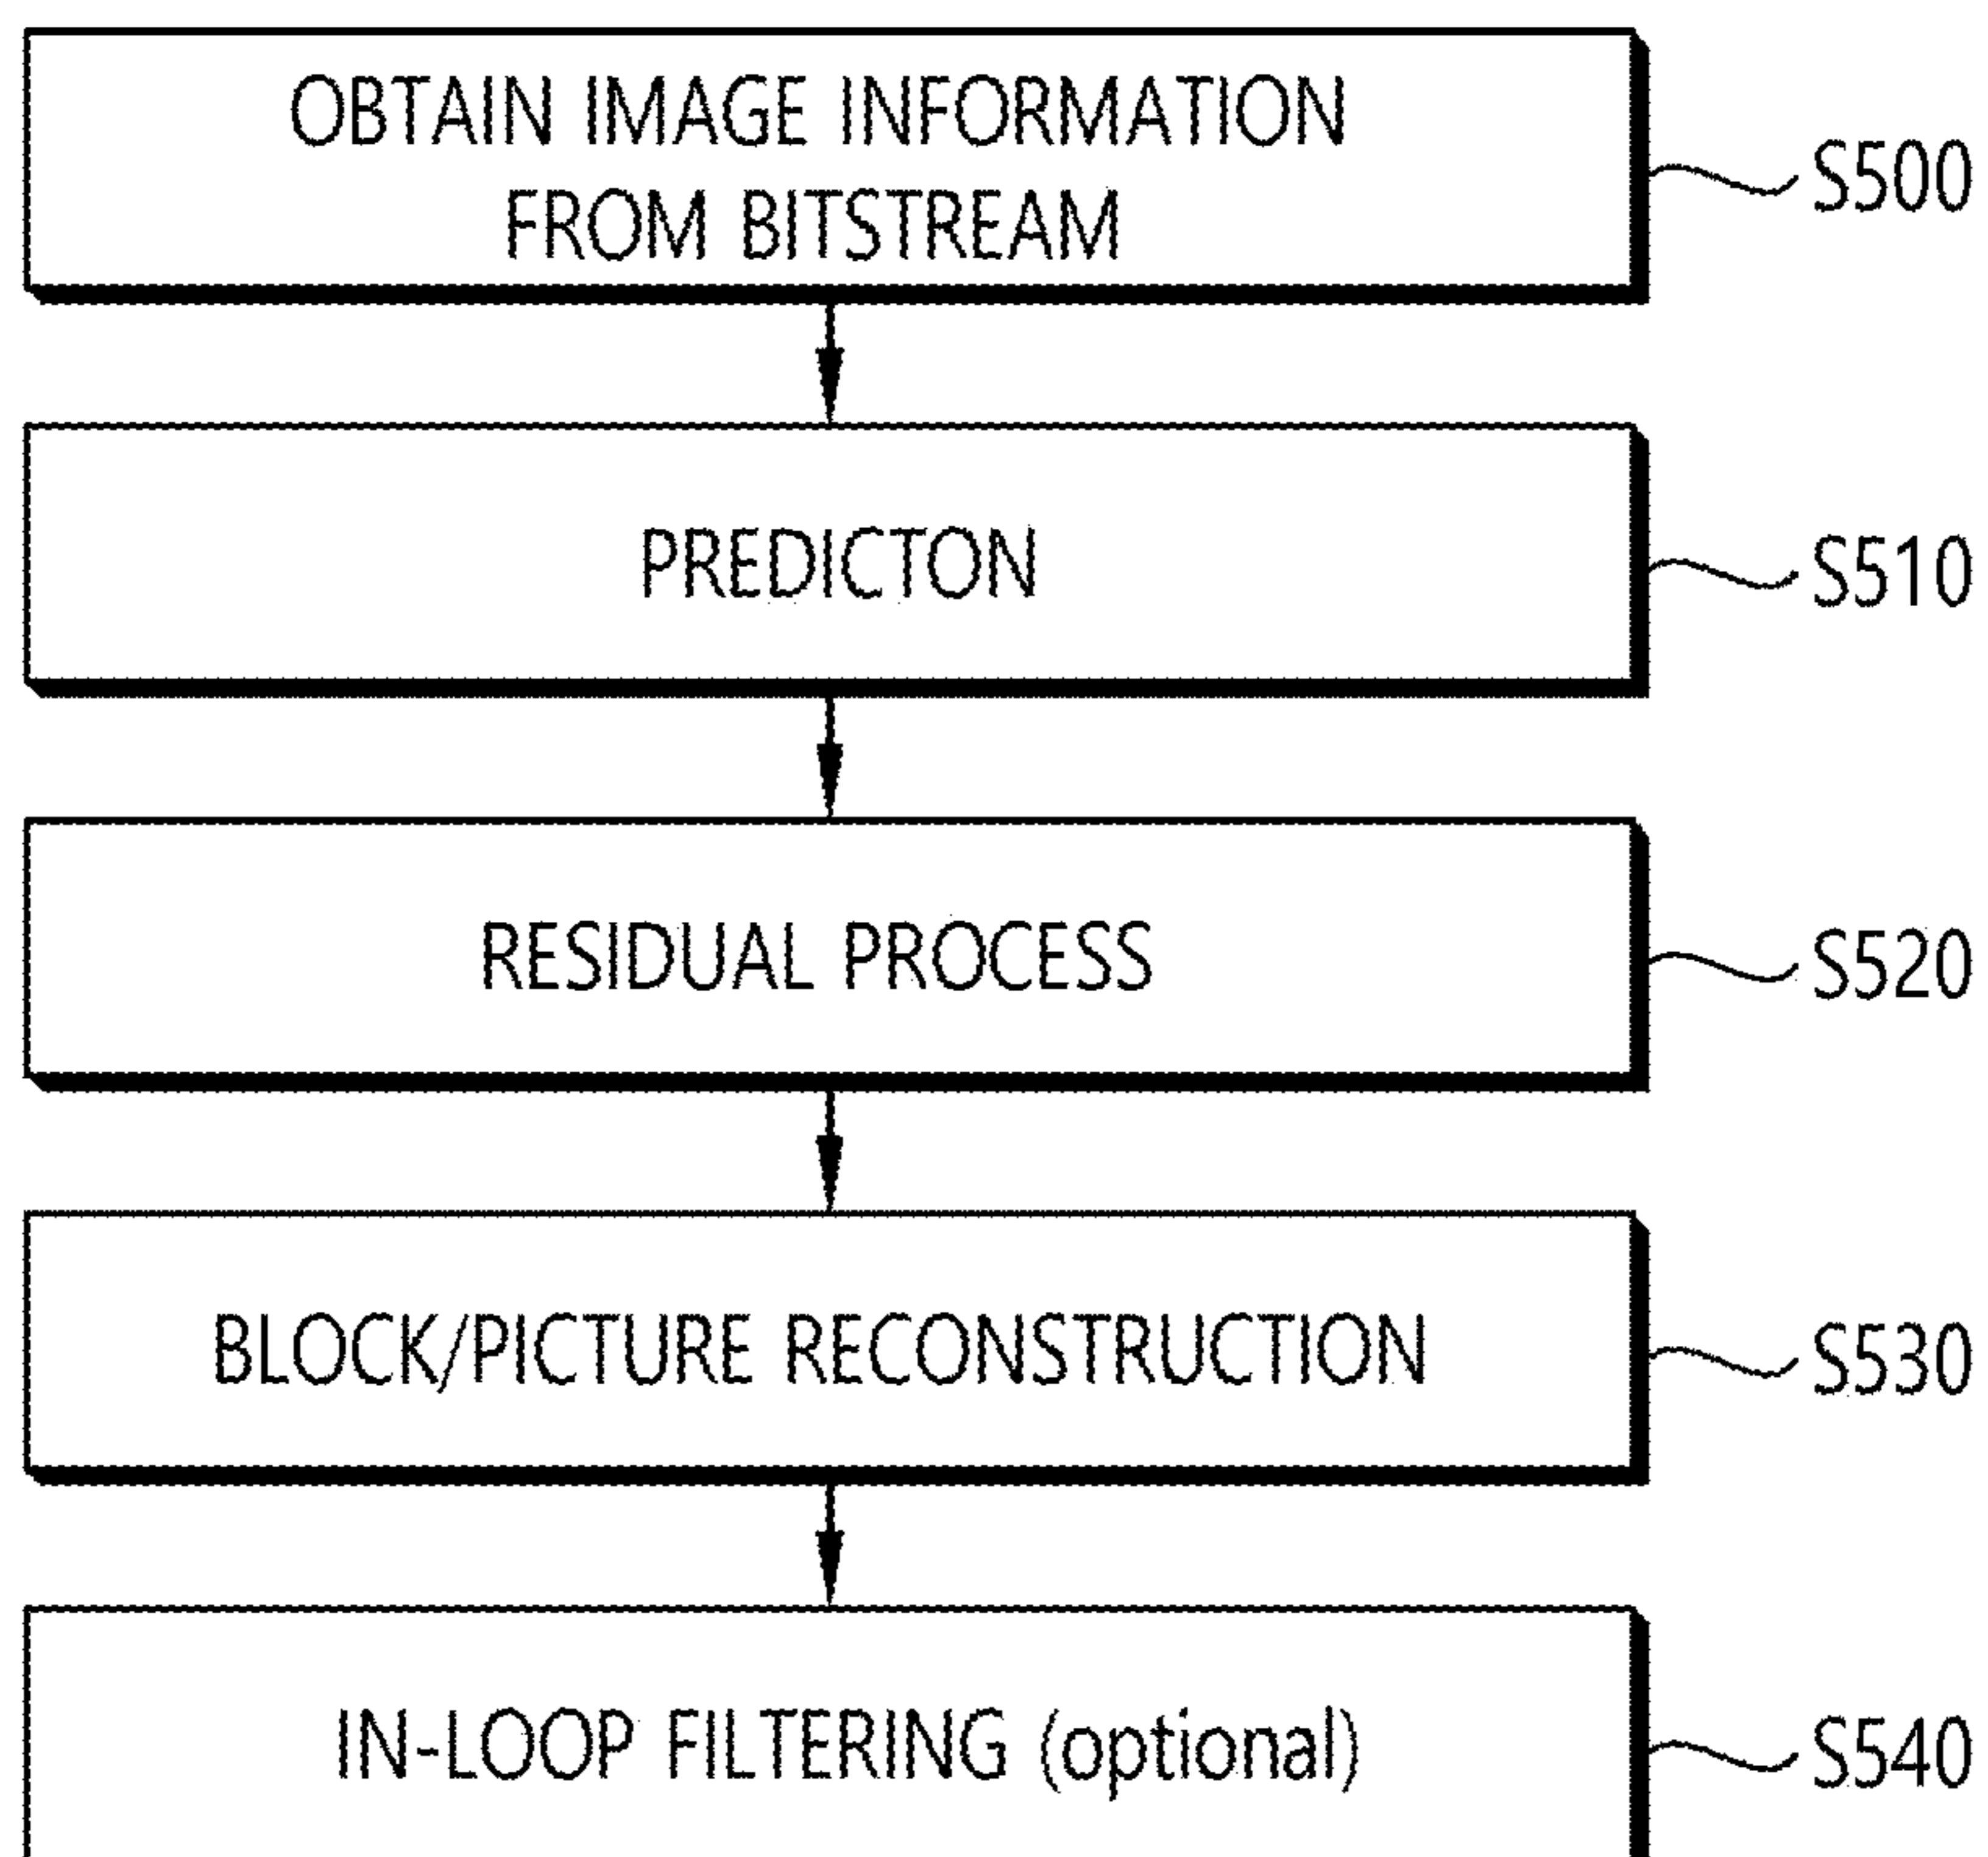 OBTAIN IMAGE INFORMATION
FROM BITSTREAM
S500
PREDICTON
S510
RESIDUAL PROCESS
S520
BLOCK/PICTURE RECONSTRUCTION
S530
IN-LOOP FILTERING (optional)
S540